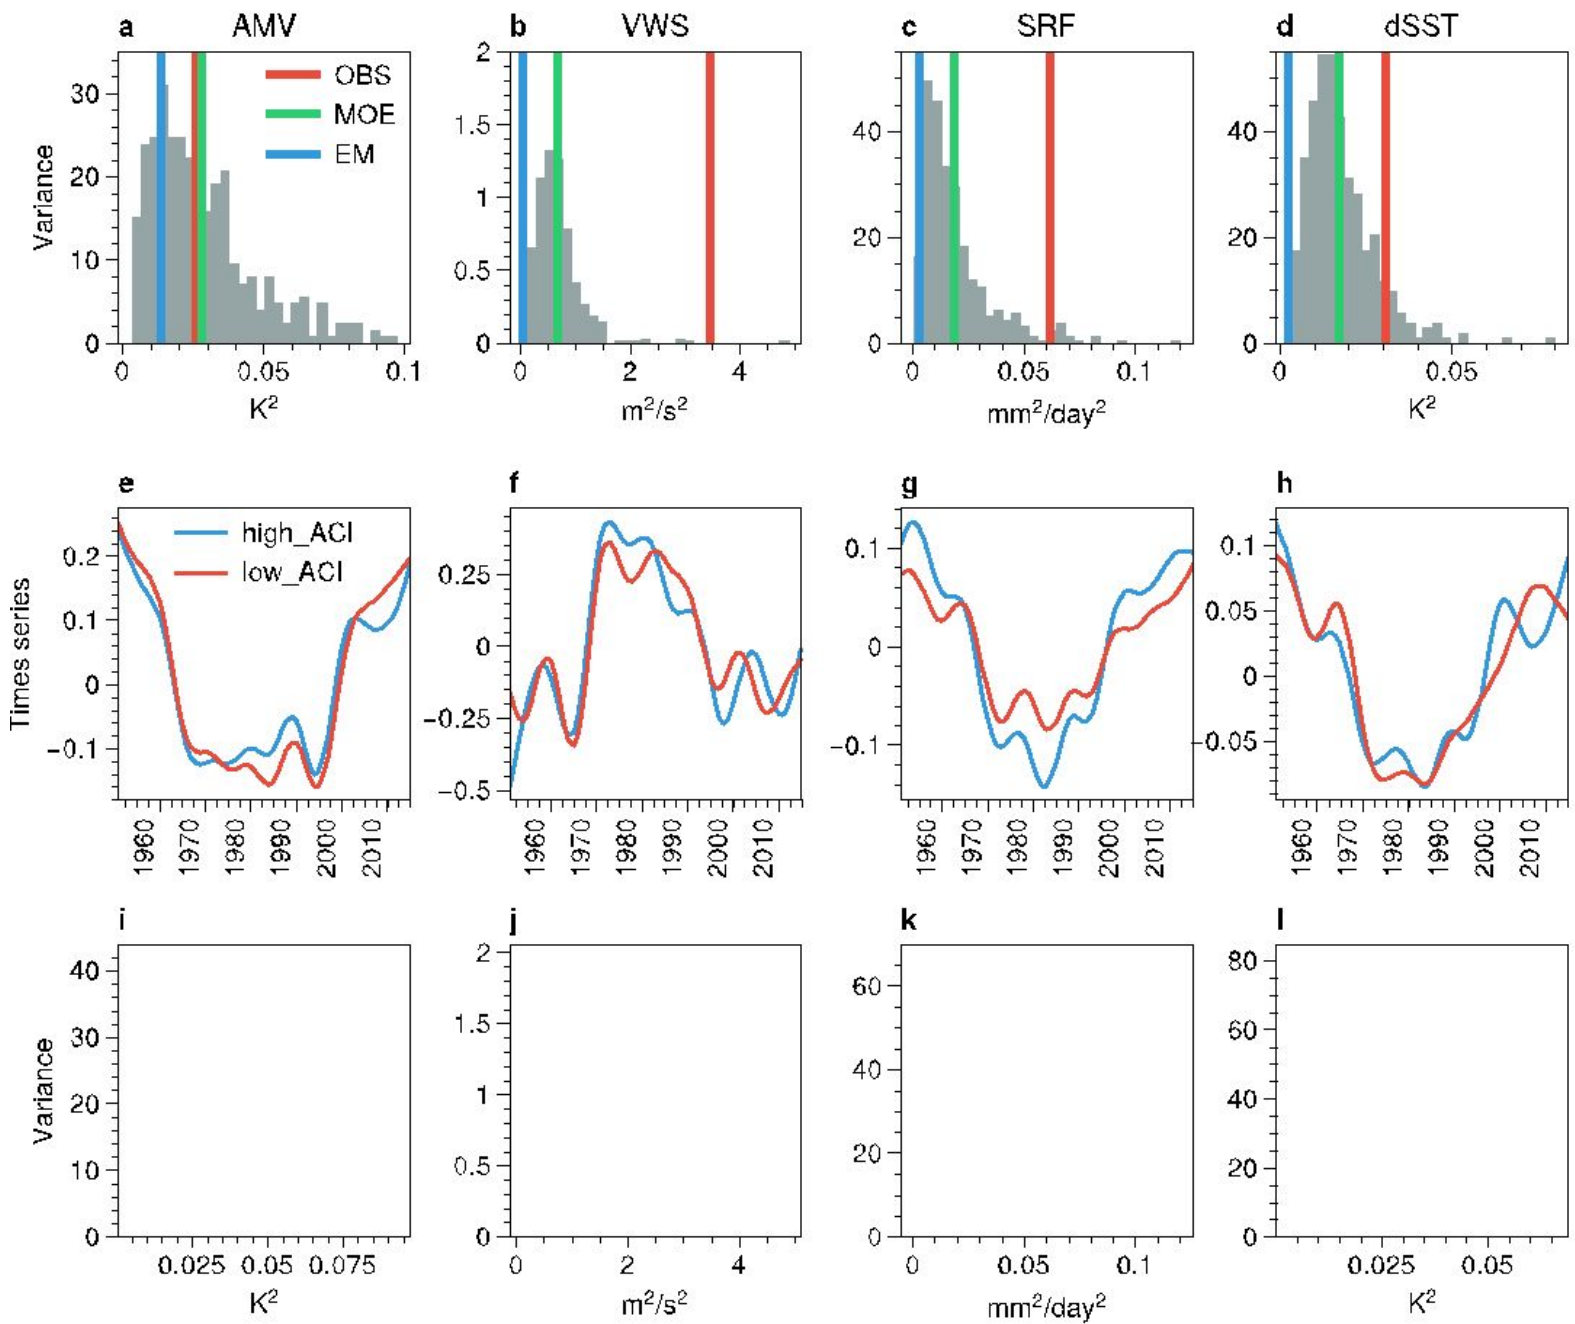 a AMV
b VWS
c SRF
d dSST
Variance
30
20
10
0
OBS
MOE
EM
0 0.05 0.1
K²
2
1.5
1
0.5
0
0 2 4
m²/s²
40
20
0
0 0.05 0.1
mm²/day²
40
20
0
0 0.05
K²
e
f
g
h
Times series
0.2
0.1
0
−0.1
high_ACI
low_ACI
1960 1970 1980 1990 2000 2010
0.25
0
−0.25
−0.5
1960 1970 1980 1990 2000 2010
0.1
0
−0.1
1960 1970 1980 1990 2000 2010
0.1
0.05
0
−0.05
1960 1970 1980 1990 2000 2010
i
j
k
l
Variance
40
30
20
10
0
0.025 0.05 0.075
K²
2
1.5
1
0.5
0
0 2 4
m²/s²
60
40
20
0
0 0.05 0.1
mm²/day²
80
60
40
20
0
0.025 0.05
K²